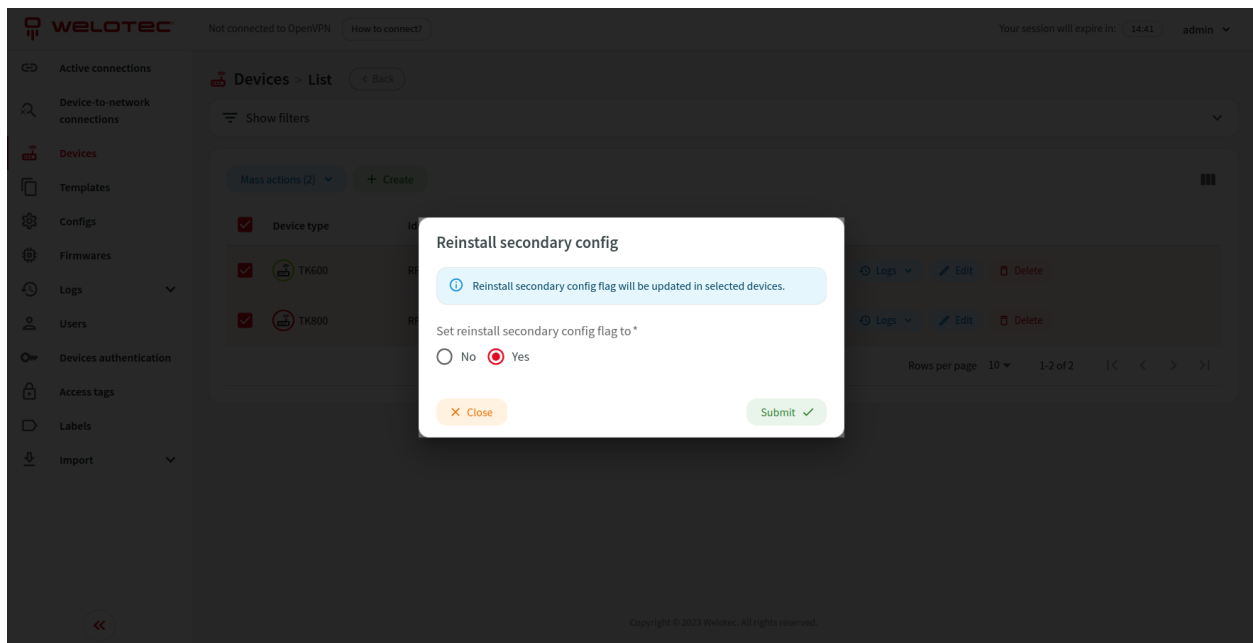 WELOTEC
Not connected to OpenVPN
How to connect?
Your session will expire in:
14:41
admin
Active connections
Device-to-network
connections
Devices
Templates
Configs
Firmwares
Logs
Users
Devices authentication
Access tags
Labels
Import
Devices > List
Back
Show filters
Mass actions (2)
Create
Device type
TK600
Logs
Edit
Delete
TK800
Logs
Edit
Delete
Rows per page
10
1-2 of 2
Reinstall secondary config
Reinstall secondary config flag will be updated in selected devices.
Set reinstall secondary config flag to*
No
Yes
Close
Submit
Copyright © 2023 Welotec. All rights reserved.